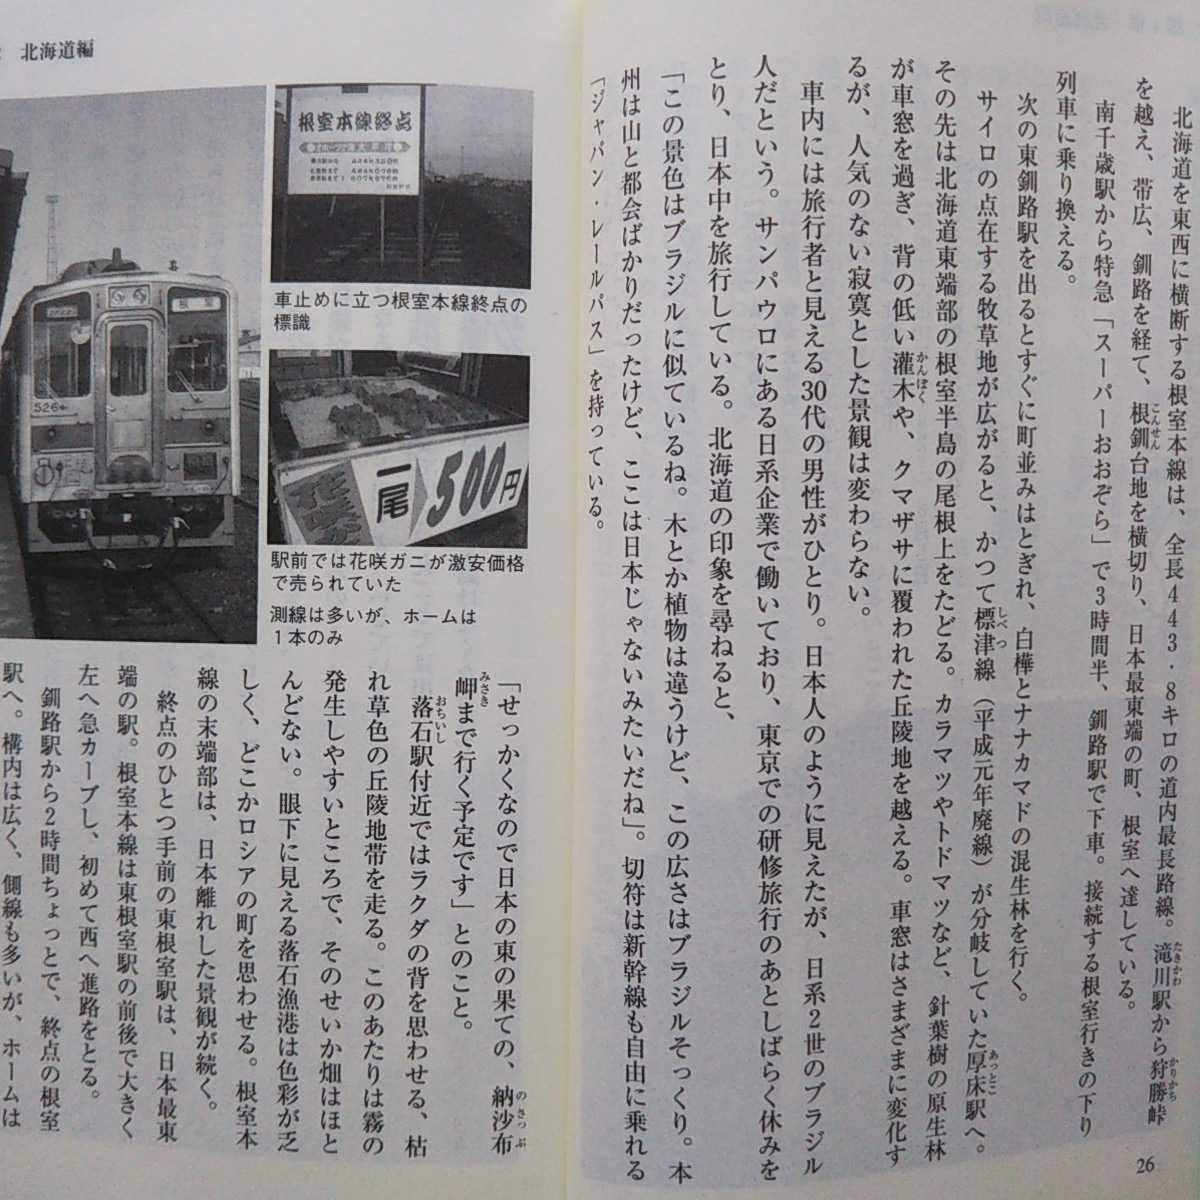 北海道を東西に横断する根室本線は、全長443・8キロの道内最長路線。滝川駅から狩勝峠
を越え、帯広、釧路を経て、根釧台地を横切り、日本最東端の町、根室へ達している。
南千歳駅から特急「スーパーおおぞら」で3時間半、釧路駅で下車。接続する根室行きの下り
列車に乗り換える。
次の東釧路駅を出るとすぐに町並みはとぎれ、白樺とナナカマドの混生林を行く。
サイロの点在する牧草地が広がると、かつて標津線（平成元年廃線）が分岐していた厚床駅へ。
その先は北海道東端部の根室半島の尾根上をたどる。カラマツやトドマツなど、針葉樹の原生林
が車窓を過ぎ、背の低い灌木や、クマザサに覆われた丘陵地を越える。車窓はさまざまに変化す
るが、人気のない寂寞とした景観は変わらない。
車内には旅行者と見える30代の男性がひとり。日本人のように見えたが、日系2世のブラジル
人だという。サンパウロにある日系企業で働いており、東京での研修旅行のあとしばらく休みを
とり、日本中を旅行している。北海道の印象を尋ねると、
「この景色はブラジルに似ているね。木とか植物は違うけど、この広さはブラジルそっくり。本
州は山と都会ばかりだったけど、ここは日本じゃないみたいだね」。切符は新幹線も自由に乗れる
「ジャパン・レールパス」を持っている。
26
北海道編
根室本線終点
車止めに立つ根室本線終点の
標識
一尾
500円
駅前では花咲ガニが激安価格
で売られていた
測線は多いが、ホームは
1本のみ
526
根室
「せっかくなので日本の東の果ての、納沙布
岬まで行く予定です」とのこと。
落石駅付近ではラクダの背を思わせる、枯
れ草色の丘陵地帯を走る。このあたりは霧の
発生しやすいところで、そのせいか畑はほと
んどない。眼下に見える落石漁港は色彩が乏
しく、どこかロシアの町を思わせる。根室本
線の末端部は、日本離れした景観が続く。
終点のひとつ手前の東根室駅は、日本最東
端の駅。根室本線は東根室駅の前後で大きく
左へ急カーブし、初めて西へ進路をとる。
釧路駅から2時間ちょっとで、終点の根室
駅へ。構内は広く、側線も多いが、ホームは